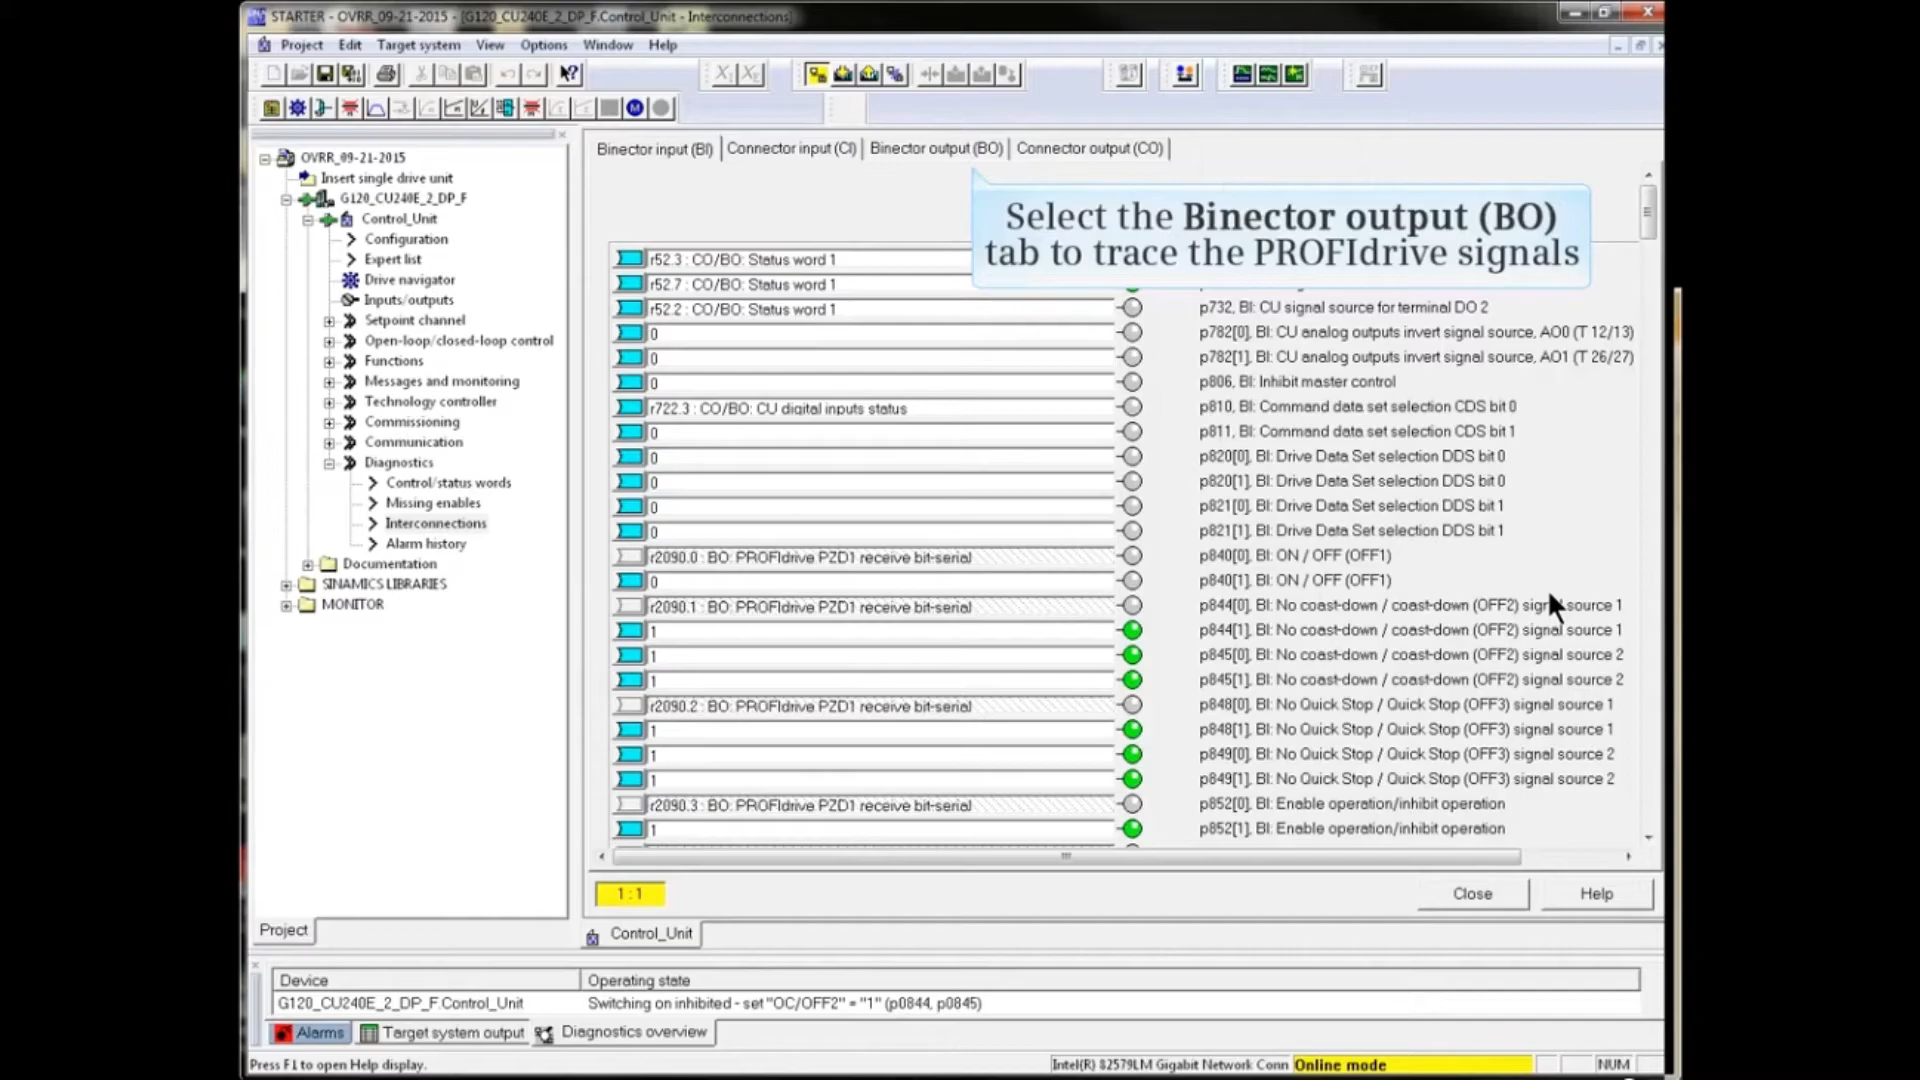 STARTER - OVRR_09-21-2015 - [G120_CU240E_2_DP_F.Control_Unit - Interconnections]
Project Edit Target system View Options Window Help
OVRR_09-21-2015
Insert single drive unit
G120_CU240E_2_DP_F
Control_Unit
Configuration
Expert list
Drive navigator
Inputs/outputs
Setpoint channel
Open-loop/closed-loop control
Functions
Messages and monitoring
Technology controller
Commissioning
Communication
Diagnostics
Control/status words
Missing enables
Interconnections
Alarm history
Documentation
SINAMICS LIBRARIES
MONITOR
Project
Binector input (BI) Connector input (CI) Binector output (BO) Connector output (CO)
Select the Binector output (BO)
tab to trace the PROFIdrive signals
r52.3 : CO/BO: Status word 1
r52.7 : CO/BO: Status word 1
r52.2 : CO/BO: Status word 1 p732, BI: CU signal source for terminal DO 2
0 p782[0], BI: CU analog outputs invert signal source, AO0 (T 12/13)
0 p782[1], BI: CU analog outputs invert signal source, AO1 (T 26/27)
0 p806, BI: Inhibit master control
r722.3 : CO/BO: CU digital inputs status p810, BI: Command data set selection CDS bit 0
0 p811, BI: Command data set selection CDS bit 1
0 p820[0], BI: Drive Data Set selection DDS bit 0
0 p820[1], BI: Drive Data Set selection DDS bit 0
0 p821[0], BI: Drive Data Set selection DDS bit 1
0 p821[1], BI: Drive Data Set selection DDS bit 1
r2090.0 : BO: PROFIdrive PZD1 receive bit-serial p840[0], BI: ON / OFF (OFF1)
0 p840[1], BI: ON / OFF (OFF1)
r2090.1 : BO: PROFIdrive PZD1 receive bit-serial p844[0], BI: No coast-down / coast-down (OFF2) signal source 1
1 p844[1], BI: No coast-down / coast-down (OFF2) signal source 1
1 p845[0], BI: No coast-down / coast-down (OFF2) signal source 2
1 p845[1], BI: No coast-down / coast-down (OFF2) signal source 2
r2090.2 : BO: PROFIdrive PZD1 receive bit-serial p848[0], BI: No Quick Stop / Quick Stop (OFF3) signal source 1
1 p848[1], BI: No Quick Stop / Quick Stop (OFF3) signal source 1
1 p849[0], BI: No Quick Stop / Quick Stop (OFF3) signal source 2
1 p849[1], BI: No Quick Stop / Quick Stop (OFF3) signal source 2
r2090.3 : BO: PROFIdrive PZD1 receive bit-serial p852[0], BI: Enable operation/inhibit operation
1 p852[1], BI: Enable operation/inhibit operation
1 : 1 Close Help
Control_Unit
Device Operating state
G120_CU240E_2_DP_F.Control_Unit Switching on inhibited - set "OC/OFF2" = "1" (p0844, p0845)
Alarms Target system output Diagnostics overview
Press F1 to open Help display. Intel(R) 82579LM Gigabit Network Conn Online mode NUM